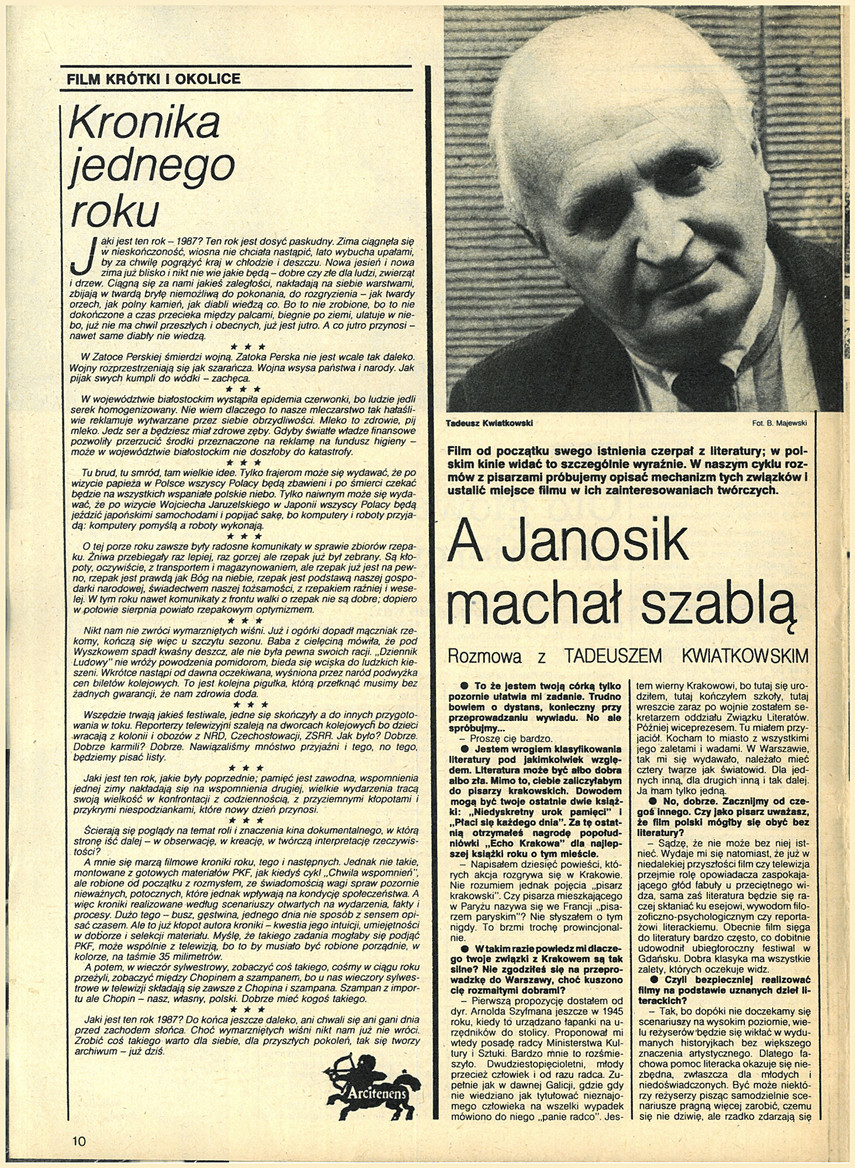 FILM KRÓTKI I OKOLICE
Kronika
jednego
roku
Jaki jest ten rok – 1987? Ten rok jest dosyć paskudny. Zima ciągnęła się
w nieskończoność, wiosna nie chciała nastąpić, lato wybucha upałami,
by za chwilę pogrążyć kraj w chłodzie i deszczu. Nowa jesień i nowa
zima już blisko i nikt nie wie jakie będą – dobre czy złe dla ludzi, zwierząt
i drzew. Ciągną się za nami jakieś zaległości, nakładają na siebie warstwami,
zbijają w twardą bryłę niemożliwą do pokonania, do rozgryzienia – jak twardy
orzech, jak polny kamień, jak diabli wiedzą co. Bo to nie zrobione, bo to nie
dokończone a czas przecieka między palcami, biegnie po ziemi, ulatuje w nie-
bo, już nie ma chwil przeszłych i obecnych, już jest jutro. A co jutro przynosi –
nawet same diabły nie wiedzą.
★ ★ ★
W Zatoce Perskiej śmierdzi wojną. Zatoka Perska nie jest wcale tak daleko.
Wojny rozprzestrzeniają się jak szarańcza. Wojna wsysa państwa i narody. Jak
pijak swych kumpli do wódki – zachęca.
★ ★ ★
W województwie białostockim wystąpiła epidemia czerwonki, bo ludzie jedli
serek homogenizowany. Nie wiem dlaczego to nasze mleczarstwo tak hałaśli-
wie reklamuje wytwarzane przez siebie obrzydliwości. Mleko to zdrowie, pij
mleko. Jedz ser a będziesz miał zdrowe zęby. Gdyby światłe władze finansowe
pozwoliły przerzucić środki przeznaczone na reklamę na fundusz higieny –
może w województwie białostockim nie doszłoby do katastrofy.
★ ★ ★
Tu brud, tu smród, tam wielkie idee. Tylko frajerom może się wydawać, że po
wizycie papieża w Polsce wszyscy Polacy będą zbawieni i po śmierci czekać
będzie na wszystkich wspaniałe polskie niebo. Tylko naiwnym może się wyda-
wać, że po wizycie Wojciecha Jaruzelskiego w Japonii wszyscy Polacy będą
jeździć japońskimi samochodami i popijać sakę, bo komputery i roboty przyja-
dą: komputery pomyślą a roboty wykonają.
★ ★ ★
O tej porze roku zawsze były radosne komunikaty w sprawie zbiorów rzepa-
ku. Żniwa przebiegały raz lepiej, raz gorzej ale rzepak już był zebrany. Są kło-
poty, oczywiście, z transportem i magazynowaniem, ale rzepak już jest na pew-
no, rzepak jest prawdą jak Bóg na niebie, rzepak jest podstawą naszej gospo-
darki narodowej, świadectwem naszej tożsamości, z rzepakiem raźniej i wese-
lej. W tym roku nawet komunikaty z frontu walki o rzepak nie są dobre; dopiero
w połowie sierpnia powiało rzepakowym optymizmem.
★ ★ ★
Nikt nam nie zwróci wymarzniętych wiśni. Już i ogórki dopadł mączniak rze-
komy, kończą się więc u szczytu sezonu. Baba z cielęciną mówiła, że pod
Wyszkowem spadł kwaśny deszcz, ale nie była pewna swoich racji. „Dziennik
Ludowy” nie wróży powodzenia pomidorom, bieda się wciska do ludzkich kie-
szeni. Wkrótce nastąpi od dawna oczekiwana, wyśniona przez naród podwyżka
cen biletów kolejowych. To jest kolejna pigułka, którą przełknąć musimy bez
żadnych gwarancji, że nam zdrowia doda.
★ ★ ★
Wszędzie trwają jakieś festiwale, jedne się skończyły a do innych przygoto-
wania w toku. Reporterzy telewizyjni szaleją na dworcach kolejowych bo dzieci
wracają z kolonii i obozów z NRD, Czechosłowacji, ZSRR. Jak było? Dobrze.
Dobrze karmili? Dobrze. Nawiązaliśmy mnóstwo przyjaźni i tego, no tego,
będziemy pisać listy.
★ ★ ★
Jaki jest ten rok, jakie były poprzednie; pamięć jest zawodna, wspomnienia
jednej zimy nakładają się na wspomnienia drugiej, wielkie wydarzenia tracą
swoją wielkość w konfrontacji z codziennością, z przyziemnymi kłopotami i
przykrymi niespodziankami, które nowy dzień przynosi.
★ ★ ★
Ścierają się poglądy na temat roli i znaczenia kina dokumentalnego, w którą
stronę iść dalej – w obserwację, w kreację, w twórczą interpretację rzeczywis-
tości?
A mnie się marzą filmowe kroniki roku, tego i następnych. Jednak nie takie,
montowane z gotowych materiałów PKF, jak kiedyś cykl „Chwila wspomnień”,
ale robione od początku z rozmysłem, ze świadomością wagi spraw pozornie
nieważnych, potocznych, które jednak wpływają na kondycję społeczeństwa. A
więc kroniki realizowane według scenariuszy otwartych na wydarzenia, fakty i
procesy. Dużo tego – busz, gęstwina, jednego dnia nie sposób z sensem opi-
sać czasem. Ale to już kłopot autora kroniki – kwestia jego intuicji, umiejętności
w doborze i selekcji materiału. Myślę, że takiego zadania mogłaby się podjąć
PKF, może wspólnie z telewizją, bo to by musiało być robione porządnie, w
kolorze, na taśmie 35 milimetrów.
A potem, w wieczór sylwestrowy, zobaczyć coś takiego, cośmy w ciągu roku
przeżyli, zobaczyć między Chopinem a szampanem, bo u nas wieczory sylwes-
trowe w telewizji składają się zawsze z Chopina i szampana. Szampan z impor-
tu ale Chopin – nasz, własny, polski. Dobrze mieć kogoś takiego.
★ ★ ★
Jaki jest ten rok 1987? Do końca jeszcze daleko, ani chwali się ani gani dnia
przed zachodem słońca. Choć wymarzniętych wiśni nikt nam już nie wróci.
Zrobić coś takiego warto dla siebie, dla przyszłych pokoleń, tak się tworzy
archiwum – już dziś.
Arcitenens
10
Tadeusz Kwiatkowski
Fot. B. Majewski
Film od początku swego istnienia czerpał z literatury; w pol-
skim kinie widać to szczególnie wyraźnie. W naszym cyklu roz-
mów z pisarzami próbujemy opisać mechanizm tych związków i
ustalić miejsce filmu w ich zainteresowaniach twórczych.
A Janosik
machał szablą
Rozmowa z TADEUSZEM KWIATKOWSKIM
● To że jestem twoją córką tylko
pozornie ułatwia mi zadanie. Trudno
bowiem o dystans, konieczny przy
przeprowadzaniu wywiadu. No ale
spróbujmy...
– Proszę cię bardzo.
● Jestem wrogiem klasyfikowania
literatury pod jakimkolwiek wzglę-
dem. Literatura może być albo dobra
albo zła. Mimo to, ciebie zaliczyłabym
do pisarzy krakowskich. Dowodem
mogą być twoje ostatnie dwie książ-
ki: „Niedyskretny urok pamięci” i
„Płaci się każdego dnia”. Za tę ostat-
nią otrzymałeś nagrodę popołud-
niówki „Echo Krakowa” dla najlep-
szej książki roku o tym mieście.
– Napisałem dziesięć powieści, któ-
rych akcja rozgrywa się w Krakowie.
Nie rozumiem jednak pojęcia „pisarz
krakowski”. Czy pisarza mieszkającego
w Paryżu nazywa się we Francji „pisa-
rzem paryskim”? Nie słyszałem o tym
nigdy. To brzmi trochę prowincjonal-
nie.
● W takim razie powiedz mi dlacze-
go twoje związki z Krakowem są tak
silne? Nie zgodziłeś się na przepro-
wadzkę do Warszawy, choć kuszono
cię rozmaitymi dobrami?
– Pierwszą propozycję dostałem od
dyr. Arnolda Szyfmana jeszcze w 1945
roku, kiedy to urządzano łapanki na u-
rzędników do stolicy. Proponował mi
wtedy posadę radcy Ministerstwa Kul-
tury i Sztuki. Bardzo mnie to rozśmie-
szyło. Dwudziestopięcioletni, młody
przecież człowiek i od razu radca. Zu-
pełnie jak w dawnej Galicji, gdzie gdy
nie wiedziano jak tytułować nieznajo-
mego człowieka na wszelki wypadek
mówiono do niego „panie radco”. Jes-
tem wierny Krakowowi, bo tutaj się uro-
dziłem, tutaj kończyłem szkoły, tutaj
wreszcie zaraz po wojnie zostałem se-
kretarzem oddziału Związku Literatów.
Później wiceprezesem. Tu miałem przy-
jaciół. Kocham to miasto z wszystkimi
jego zaletami i wadami. W Warszawie,
tak mi się wydawało, należało mieć
cztery twarze jak światowid. Dla jed-
nych inną, dla drugich inną i tak dalej.
Ja mam tylko jedną.
● No, dobrze. Zacznijmy od cze-
goś innego. Czy jako pisarz uważasz,
że film polski mógłby się obyć bez
literatury?
– Sądzę, że nie może bez niej ist-
nieć. Wydaje mi się natomiast, że już w
niedalekiej przyszłości film czy telewizja
przejmie rolę opowiadacza zaspokaja-
jącego głód fabuły u przeciętnego wi-
dza, sama zaś literatura będzie się ra-
czej skłaniać ku esejowi, wywodom filo-
zoficzno-psychologicznym czy reporta-
żowi literackiemu. Obecnie film sięga
do literatury bardzo często, co dobitnie
udowodnił ubiegłoroczny festiwal w
Gdańsku. Dobra klasyka ma wszystkie
zalety, których oczekuje widz.
● Czyli bezpieczniej realizować
filmy na podstawie uznanych dzieł li-
terackich?
– Tak, bo dopóki nie doczekamy się
scenariuszy na wysokim poziomie, wie-
lu reżyserów będzie się wikłać w wydu-
manych historyjkach bez większego
znaczenia artystycznego. Dlatego fa-
chowa pomoc literacka okazuje się nie-
zbędna, zwłaszcza dla młodych i
niedoświadczonych. Być może niektó-
rzy reżyserzy pisząc samodzielnie sce-
nariusze pragną więcej zarobić, czemu
się nie dziwię, ale rzadko zdarzają się